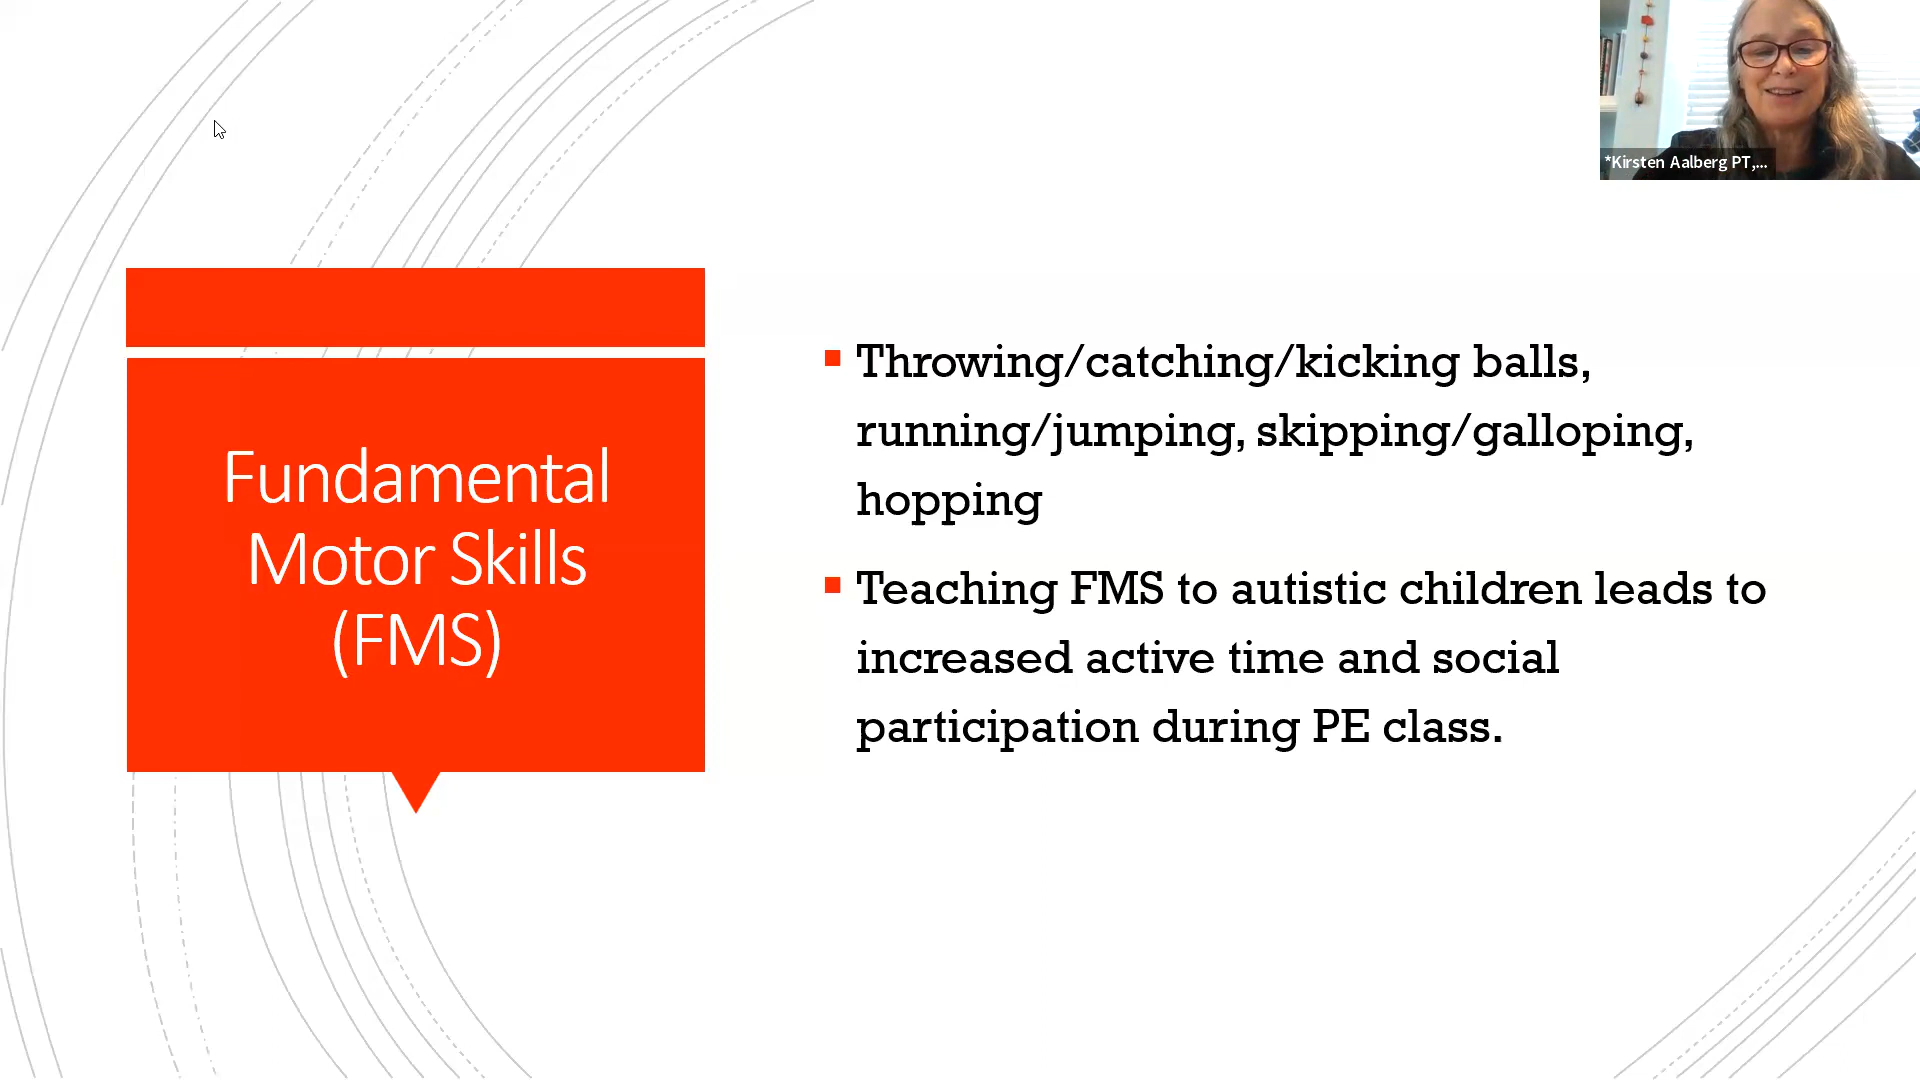 *Kirsten Aalberg PT,...
Fundamental
Motor Skills
(FMS)
Throwing/catching/kicking balls,
running/jumping, skipping/galloping,
hopping
Teaching FMS to autistic children leads to
increased active time and social
participation during PE class.